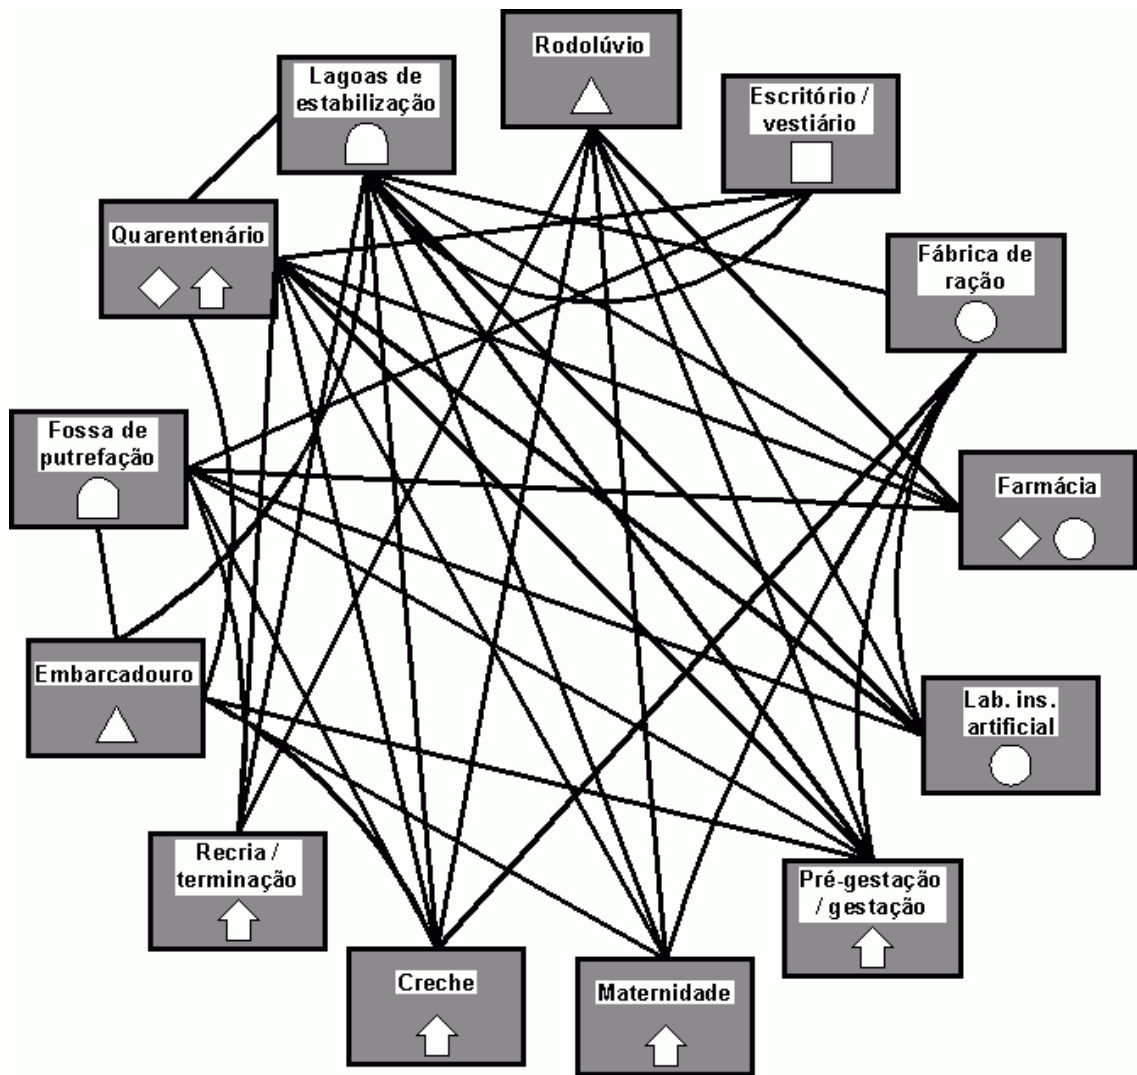 Rodolúvio
Lagoas de
estabilização
Escritório /
vestiário
Quarentenário
Fábrica de
ração
Fossa de
putrefação
Farmácia
Embarcadouro
Lab. ins.
artificial
Recria /
terminação
Pré-gestação
/ gestação
Creche
Maternidade